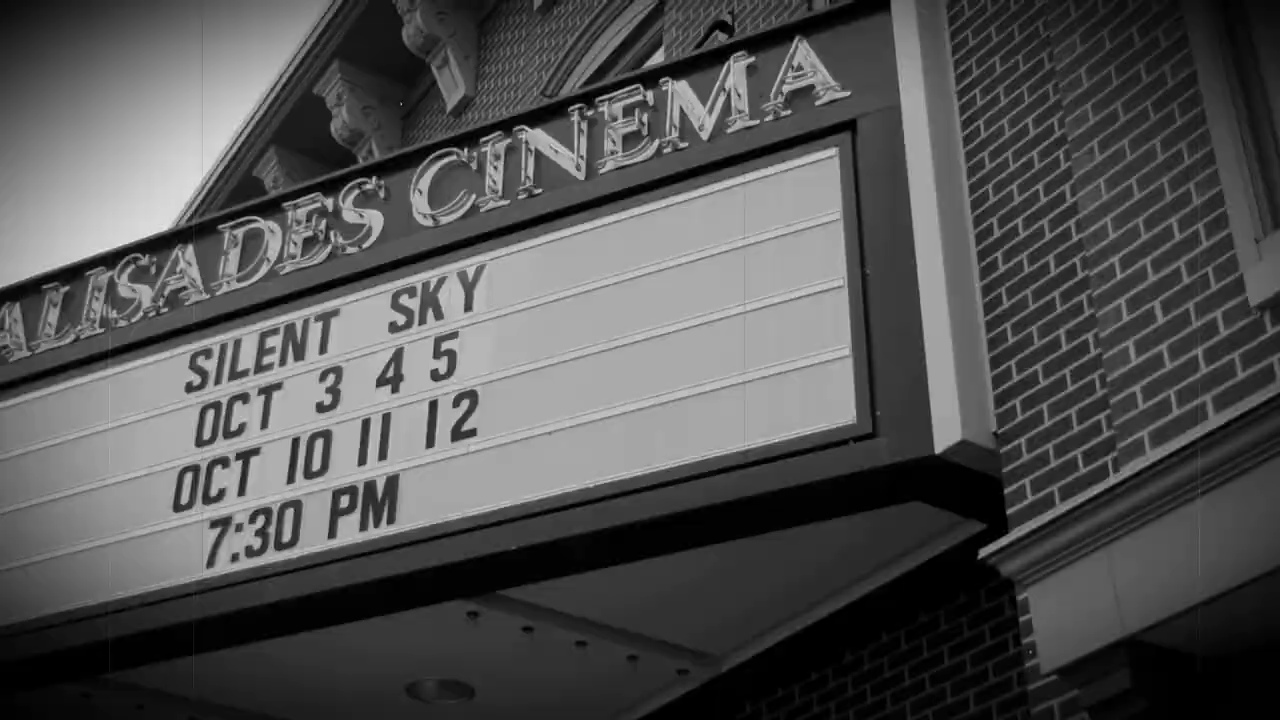 ALISADES CINEMA
SILENT SKY
OCT 3 4 5
OCT 10 11 12
7:30 PM